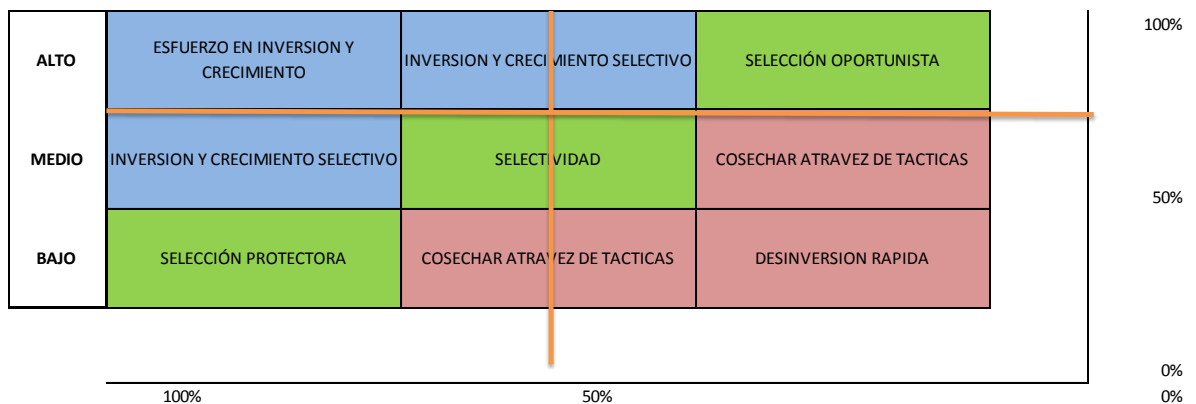 100%
ALTO
ESFUERZO EN INVERSION Y
CRECIMIENTO
INVERSION Y CRECIMIENTO SELECTIVO
SELECCIÓN OPORTUNISTA
MEDIO
INVERSION Y CRECIMIENTO SELECTIVO
SELECTIVIDAD
COSECHAR ATRAVEZ DE TACTICAS
50%
BAJO
SELECCIÓN PROTECTORA
COSECHAR ATRAVEZ DE TACTICAS
DESINVERSION RAPIDA
0%
100%
50%
0%